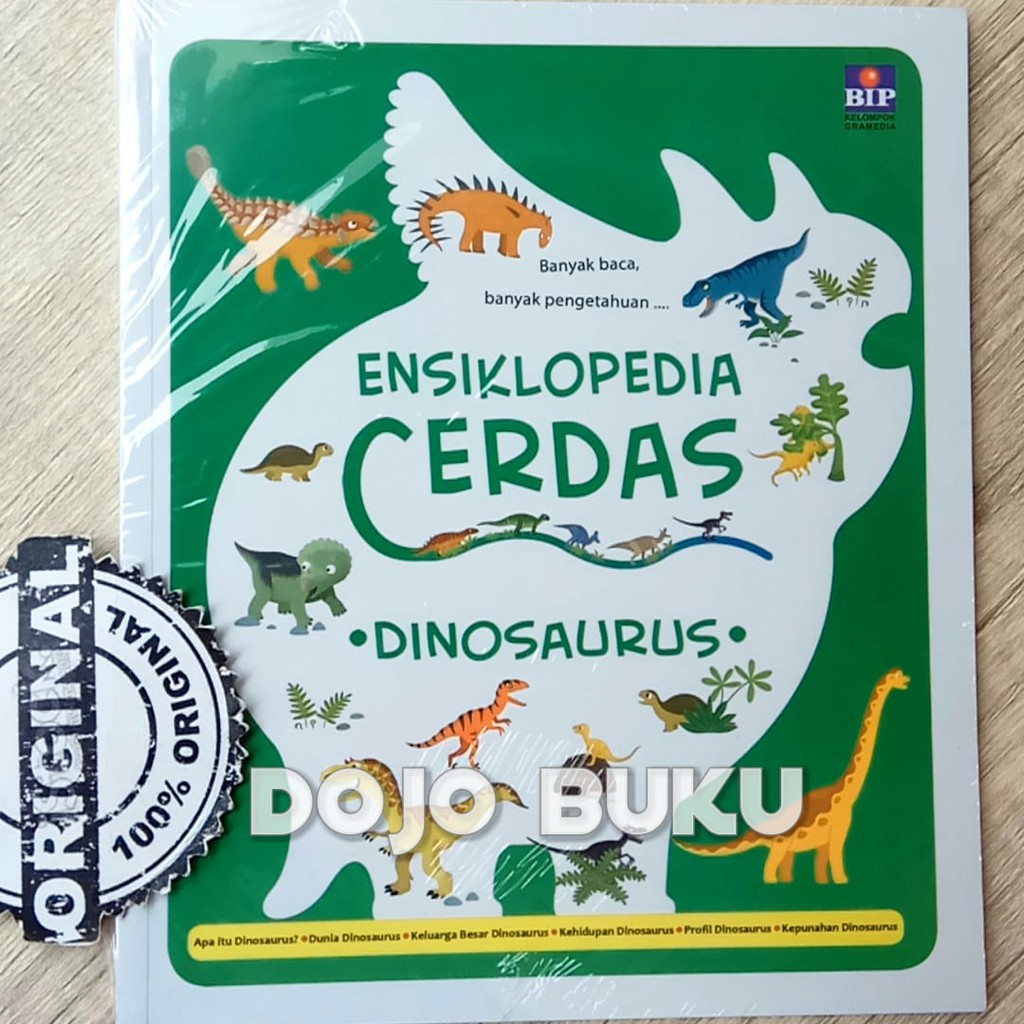 BIP
KELOMPOK
GRAMEDIA
Banyak baca,
banyak pengetahuan ....
ENSIKLOPEDIA
CERDAS
•DINOSAURUS•
DOJO BUKU
ORIGINAL
100% ORIGINAL
ORIGINAL
Apa itu Dinosaurus? • Dunia Dinosaurus • Keluarga Besar Dinosaurus • Kehidupan Dinosaurus • Profil Dinosaurus • Kepunahan Dinosaurus